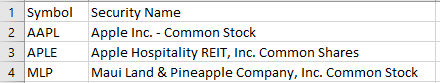 1 Symbol Security Name
2 AAPL Apple Inc. - Common Stock
3 APLE Apple Hospitality REIT, Inc. Common Shares
4 MLP Maui Land & Pineapple Company, Inc. Common Stock